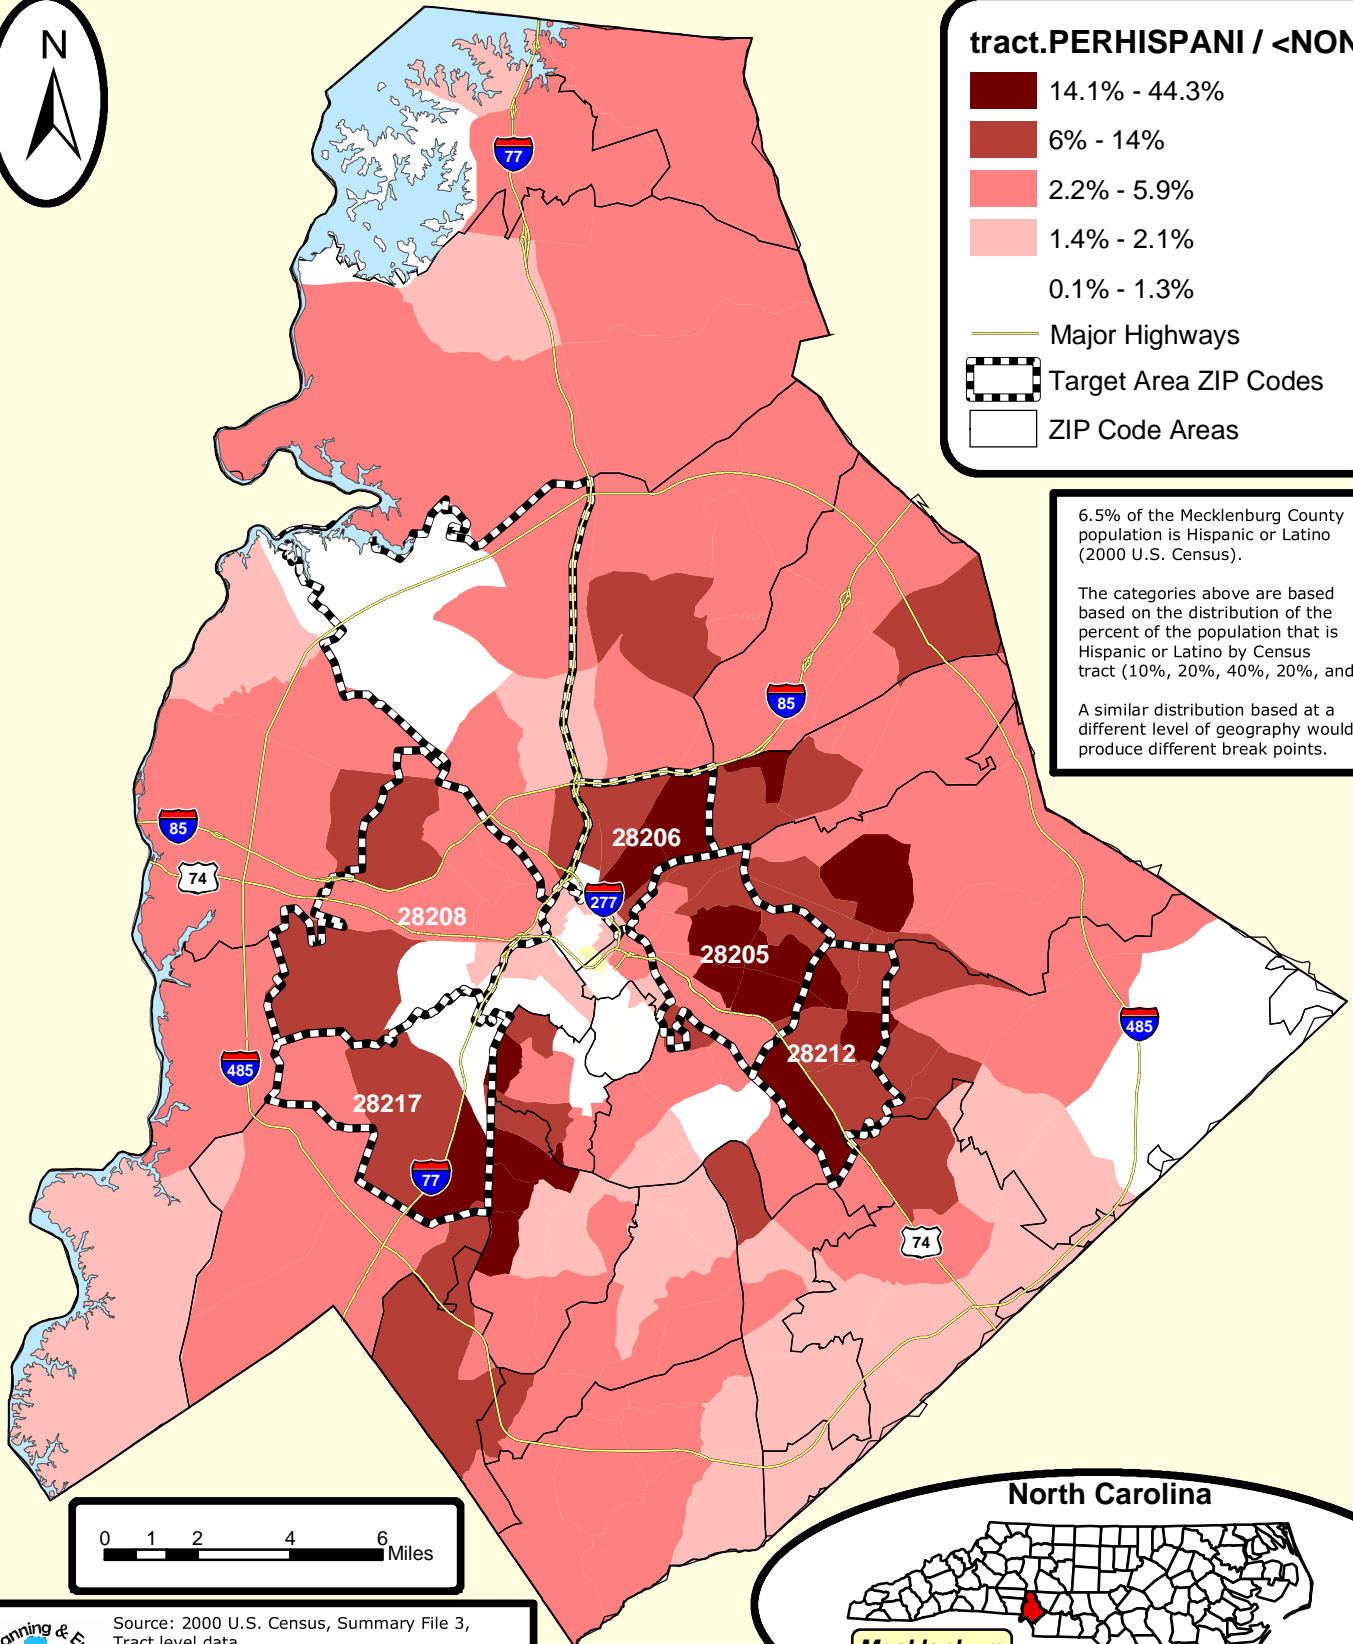 N
tract.PERHISPANI / <NON
14.1% - 44.3%
6% - 14%
2.2% - 5.9%
1.4% - 2.1%
0.1% - 1.3%
Major Highways
Target Area ZIP Codes
ZIP Code Areas
6.5% of the Mecklenburg County
population is Hispanic or Latino
(2000 U.S. Census).
The categories above are based
based on the distribution of the
percent of the population that is
Hispanic or Latino by Census
tract (10%, 20%, 40%, 20%, and
A similar distribution based at a
different level of geography would
produce different break points.
77
85
85
74
28206
277
28208
28205
485
28212
485
28217
77
74
North Carolina
0 1 2 4 6
Miles
Source: 2000 U.S. Census, Summary File 3,
Tract level data